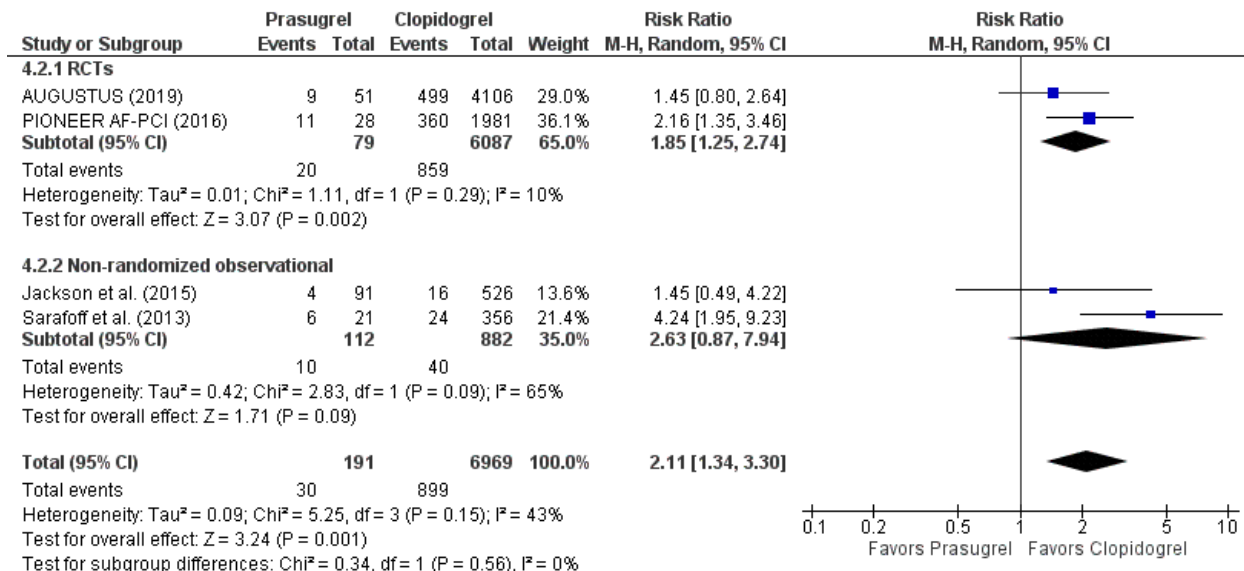 Prasugrel Clopidogrel Risk Ratio Risk Ratio
Study or Subgroup Events Total Events Total Weight M-H, Random, 95% CI M-H, Random, 95% CI
4.2.1 RCTs
AUGUSTUS (2019) 9 51 499 4106 29.0% 1.45 [0.80, 2.64]
PIONEER AF-PCI (2016) 11 28 360 1981 36.1% 2.16 [1.35, 3.46]
Subtotal (95% CI) 79 6087 65.0% 1.85 [1.25, 2.74]
Total events 20 859
Heterogeneity: Tau² = 0.01; Chi² = 1.11, df = 1 (P = 0.29); I² = 10%
Test for overall effect: Z = 3.07 (P = 0.002)
4.2.2 Non-randomized observational
Jackson et al. (2015) 4 91 16 526 13.6% 1.45 [0.49, 4.22]
Sarafoff et al. (2013) 6 21 24 356 21.4% 4.24 [1.95, 9.23]
Subtotal (95% CI) 112 882 35.0% 2.63 [0.87, 7.94]
Total events 10 40
Heterogeneity: Tau² = 0.42; Chi² = 2.83, df = 1 (P = 0.09); I² = 65%
Test for overall effect: Z = 1.71 (P = 0.09)
Total (95% CI) 191 6969 100.0% 2.11 [1.34, 3.30]
Total events 30 899
Heterogeneity: Tau² = 0.09; Chi² = 5.25, df = 3 (P = 0.15); I² = 43%
Test for overall effect: Z = 3.24 (P = 0.001)
Test for subgroup differences: Chi² = 0.34, df = 1 (P = 0.56), I² = 0%
0.1 0.2 0.5 1 2 5 10
Favors Prasugrel Favors Clopidogrel